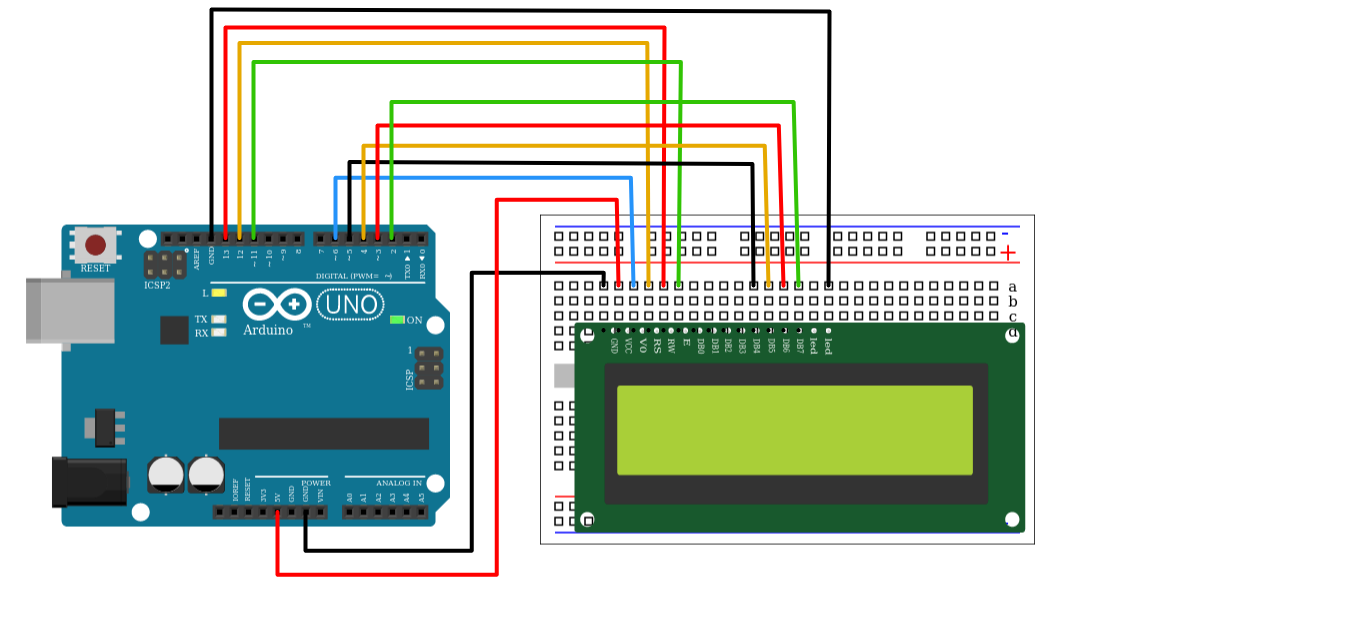 RESET
ICSP2
AREF
GND
13
12
~11
~10
~9
8
7
~6
~5
4
~3
2
TX0▶1
RX0◀0
DIGITAL (PWM= ~)
L
TX
RX
UNO
Arduino
™
ON
1
ICSP
POWER
ANALOG IN
IOREF
RESET
3V3
5V
GND
GND
VIN
A0
A1
A2
A3
A4
A5
-
+
a
b
c
d
GND
VCC
V0
RS
RW
E
DB0
DB1
DB2
DB3
DB4
DB5
DB6
DB7
led
led